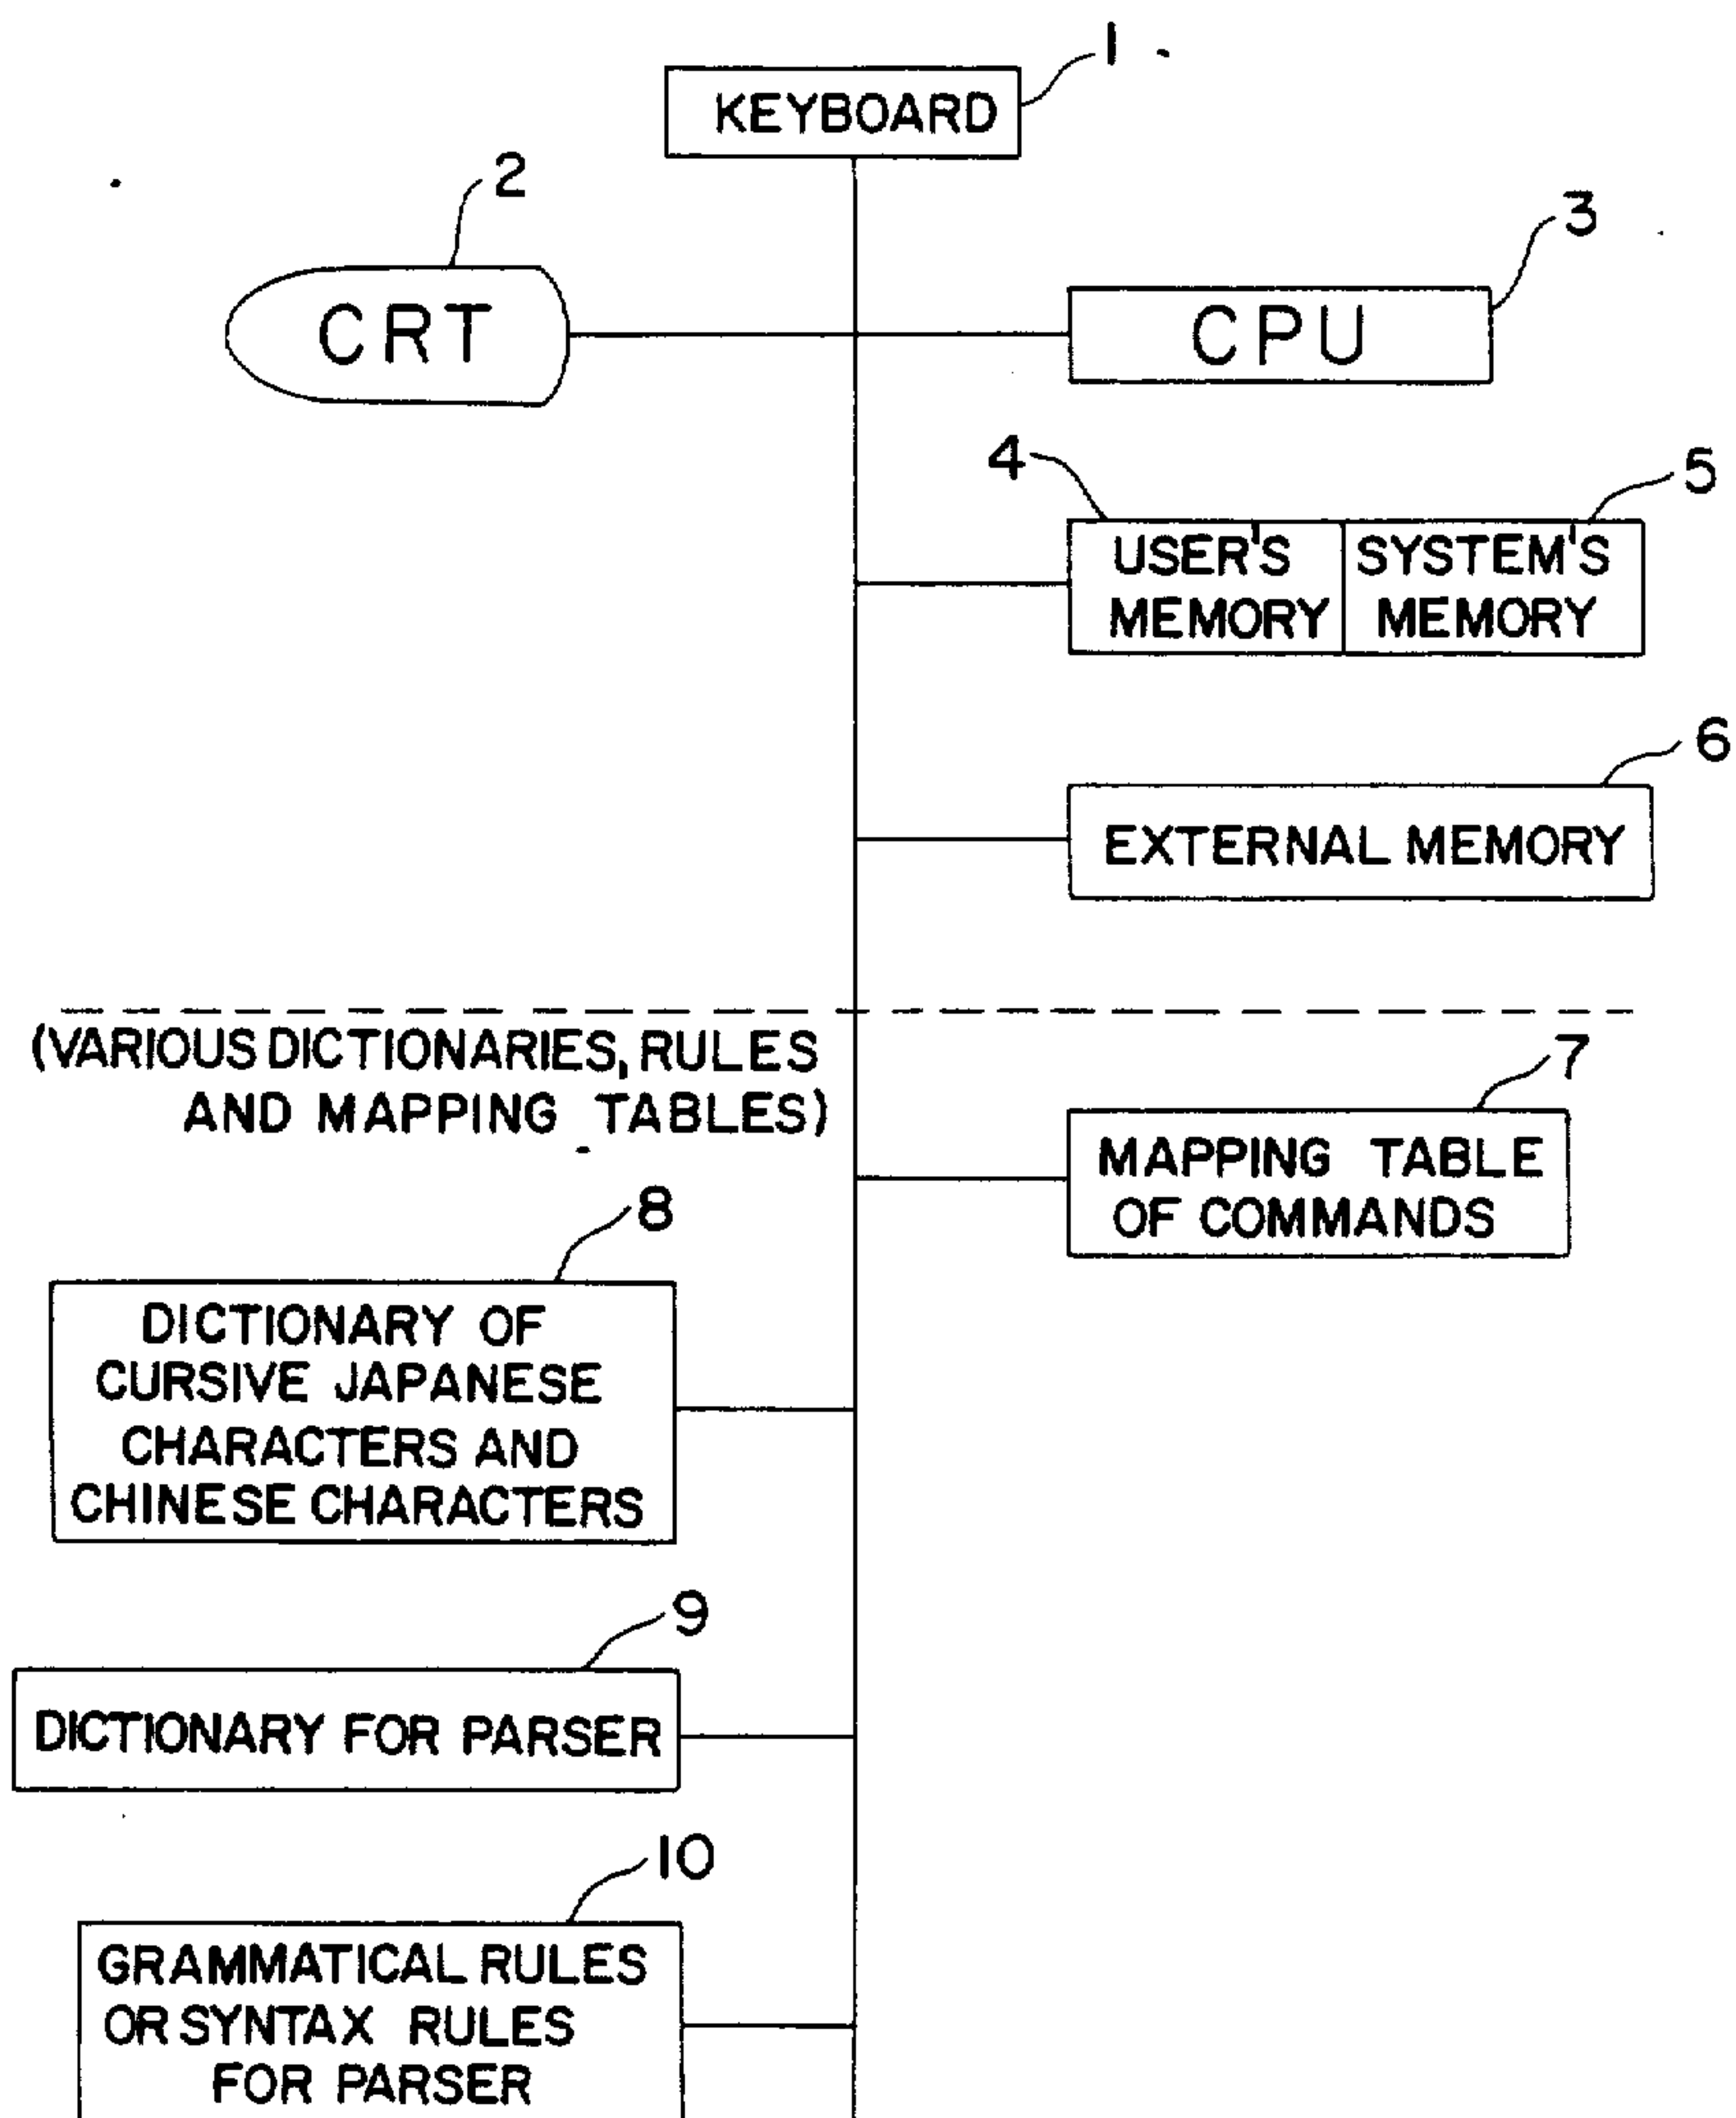 1
KEYBOARD
2
3
CRT
CPU
4
5
USER'S
MEMORY
SYSTEM'S
MEMORY
6
EXTERNAL MEMORY
(VARIOUS DICTIONARIES, RULES
AND MAPPING TABLES)
7
MAPPING TABLE
OF COMMANDS
8
DICTIONARY OF
CURSIVE JAPANESE
CHARACTERS AND
CHINESE CHARACTERS
9
DICTIONARY FOR PARSER
10
GRAMMATICAL RULES
OR SYNTAX RULES
FOR PARSER